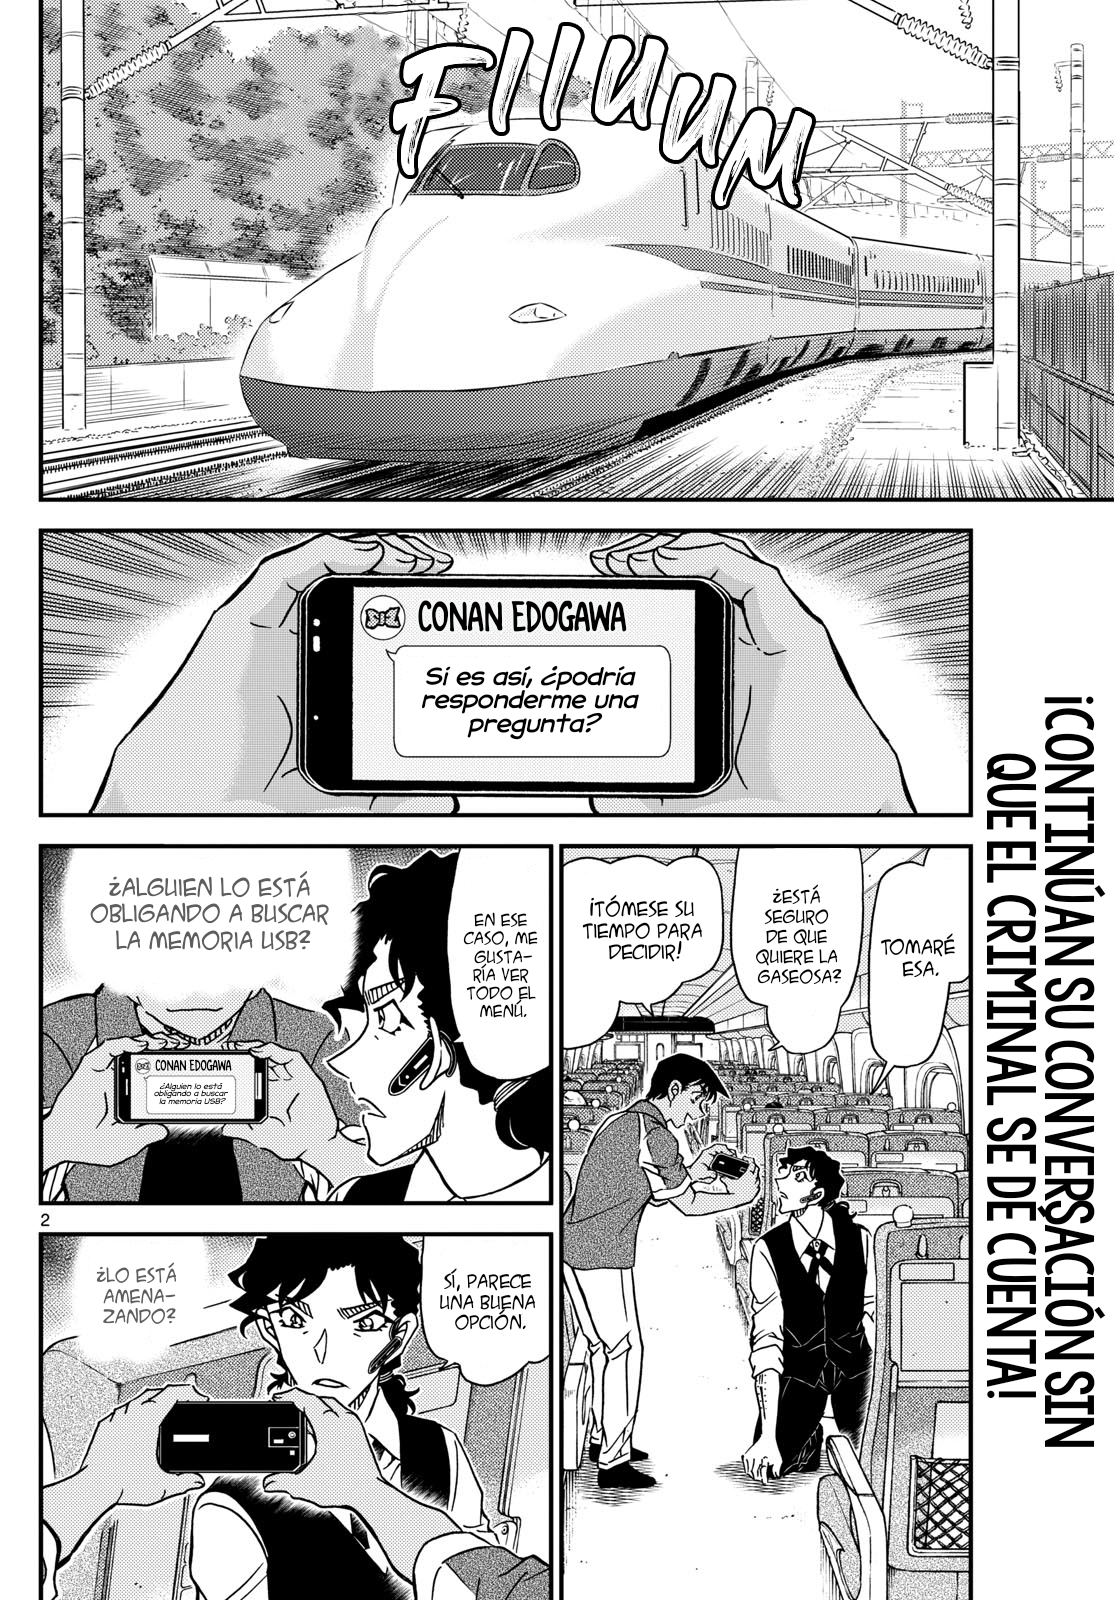 FIIUUM
CONAN EDOGAWA
Si es así, ¿podría
responderme una
pregunta?
¡CONTINÚAN SU CONVERSACIÓN SIN
QUE EL CRIMINAL SE DE CUENTA!
TOMARÉ
ESA.
¿ESTÁ
SEGURO
DE QUE
QUIERE LA
GASEOSA?
¡TÓMESE SU
TIEMPO PARA
DECIDIR!
EN ESE
CASO, ME
GUSTA-
RÍA VER
TODO EL
MENÚ.
¿ALGUIEN LO ESTÁ
OBLIGANDO A BUSCAR
LA MEMORIA USB?
CONAN EDOGAWA
¿Alguien lo está
obligando a buscar
la memoria USB?
2
SÍ, PARECE
UNA BUENA
OPCIÓN.
¿LO ESTÁ
AMENA-
ZANDO?